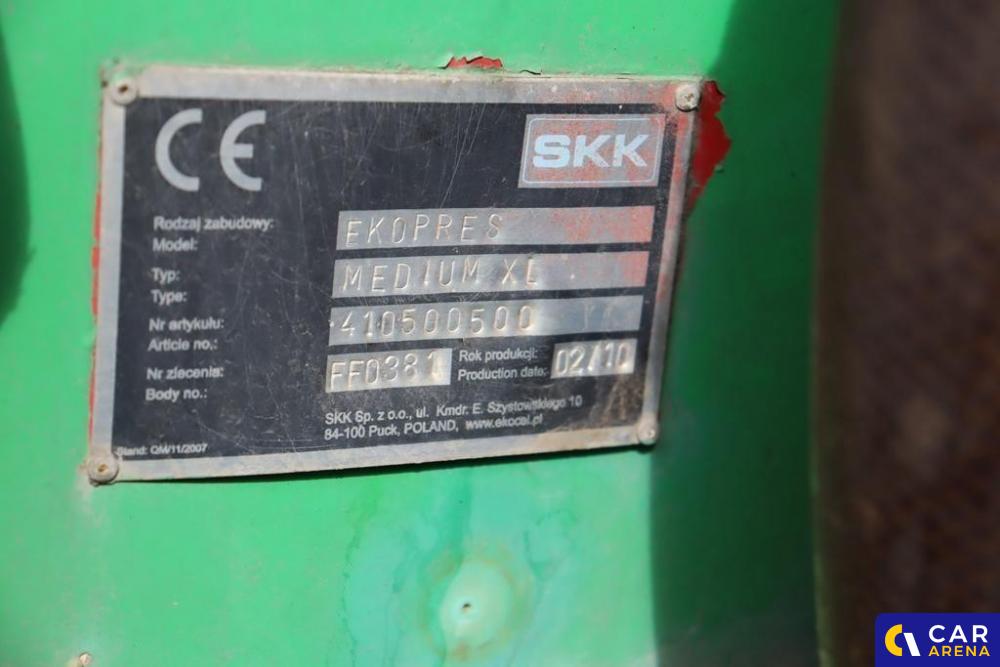 CE
SKK
Rodzaj zabudowy:
Model:
EKOPRES
Typ:
Type:
MEDIUM XL
Nr artykułu:
Article no.:
410500500
Nr zlecenia:
Body no.:
FF0381
Rok produkcji:
Production date:
02/10
SKK Sp. z o.o., ul. Kmdr. E. Szystowskiego 10
84-100 Puck, POLAND, www.ekocel.pl
Stand: QM/11/2007
CAR
ARENA